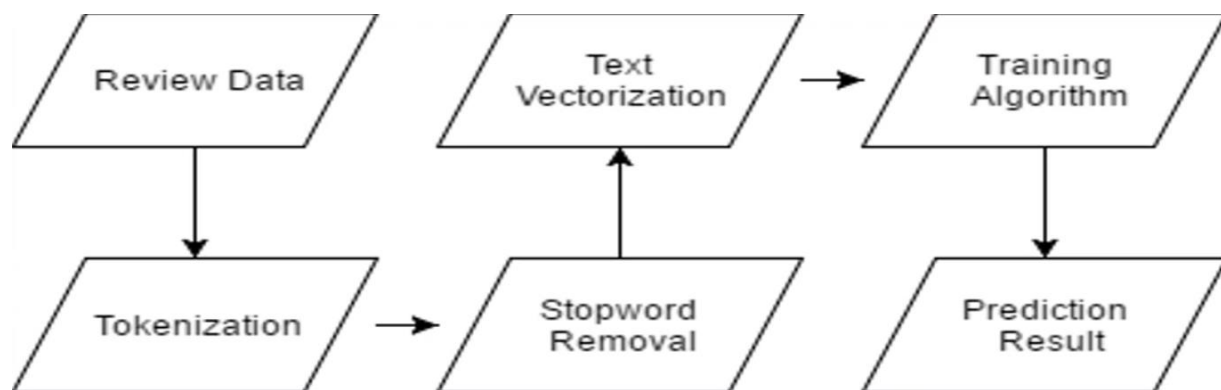 Review Data
Text
Vectorization
Training
Algorithm
Tokenization
Stopword
Removal
Prediction
Result